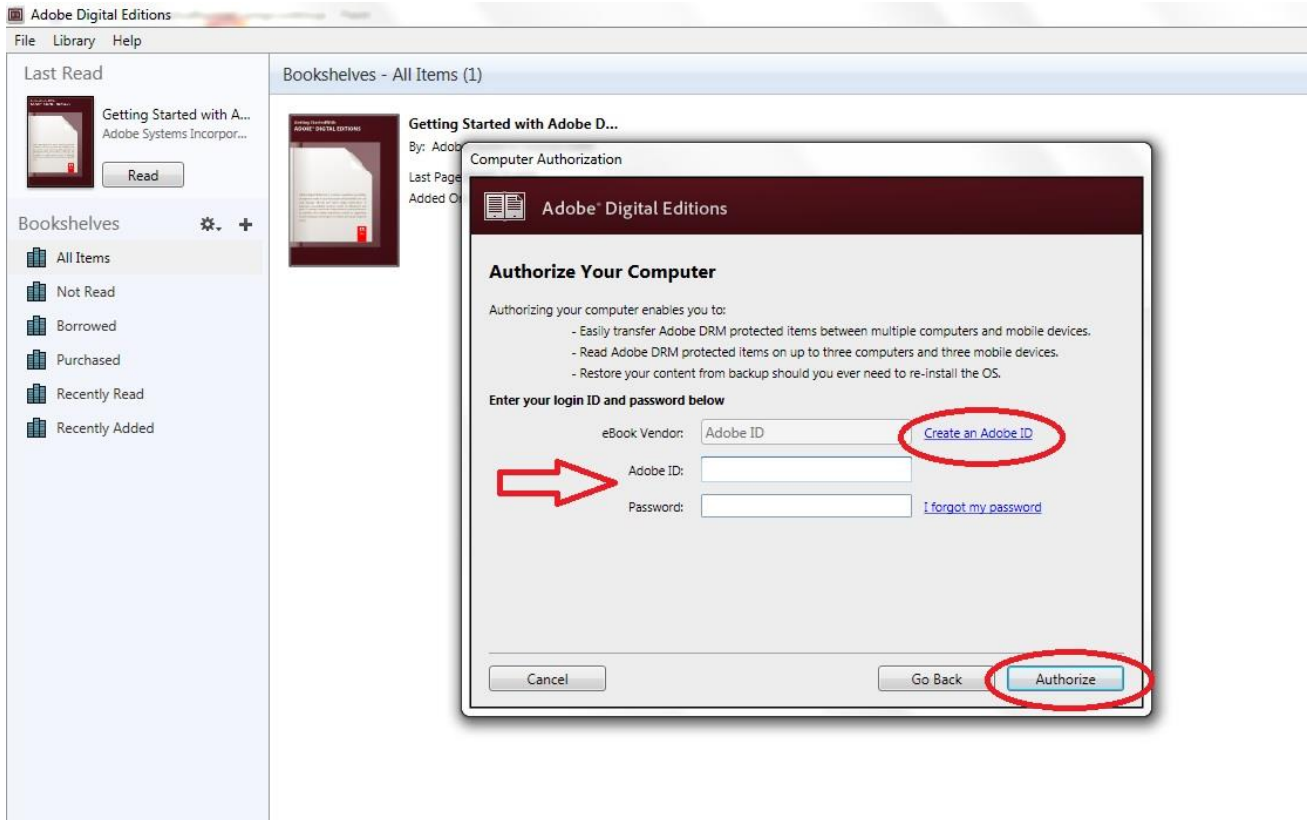 Adobe Digital Editions
File Library Help
Last Read
Getting Started with A...
Adobe Systems Incorpor...
Read
Bookshelves
All Items
Not Read
Borrowed
Purchased
Recently Read
Recently Added
Bookshelves - All Items (1)
ADOBE® DIGITAL EDITIONS
Getting Started with Adobe D...
By: Adob
Last Page
Added O
Computer Authorization
Adobe® Digital Editions
Authorize Your Computer
Authorizing your computer enables you to:
- Easily transfer Adobe DRM protected items between multiple computers and mobile devices.
- Read Adobe DRM protected items on up to three computers and three mobile devices.
- Restore your content from backup should you ever need to re-install the OS.
Enter your login ID and password below
eBook Vendor: Adobe ID Create an Adobe ID
Adobe ID:
Password: I forgot my password
Cancel Go Back Authorize